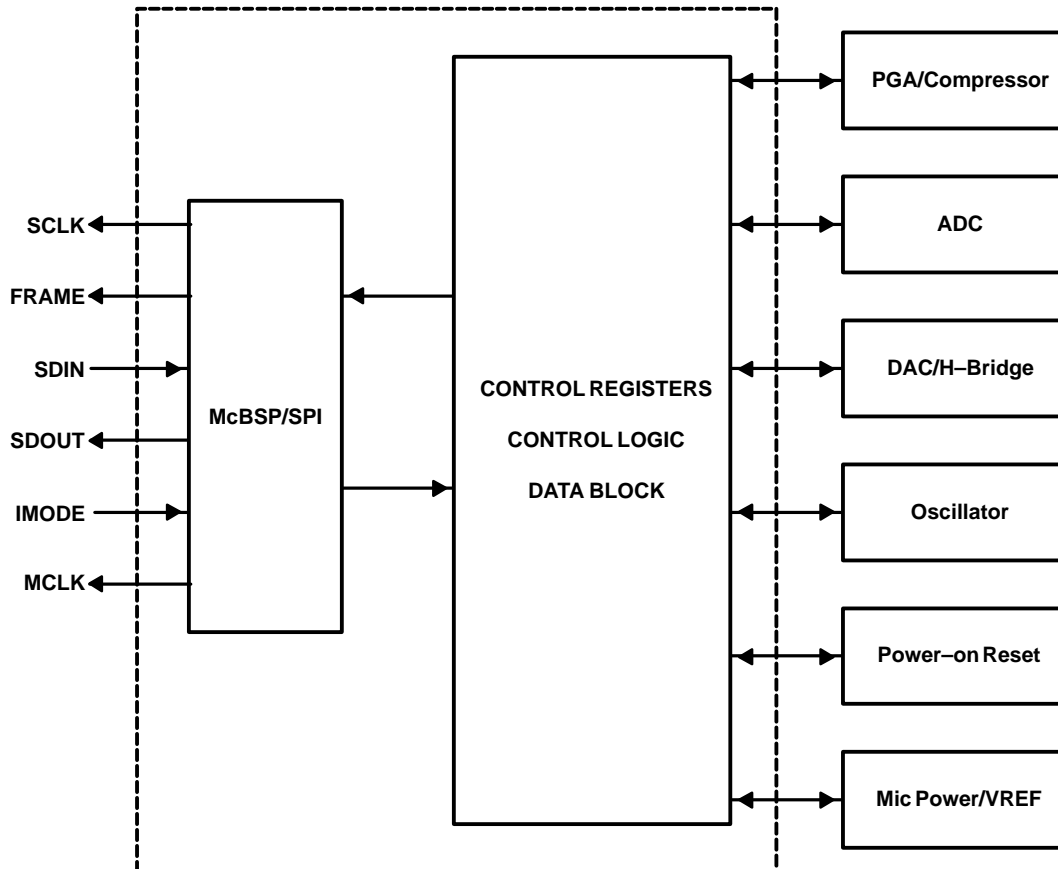 PGA/Compressor
SCLK
ADC
FRAME
SDIN
DAC/H–Bridge
McBSP/SPI
CONTROL REGISTERS
SDOUT
CONTROL LOGIC
DATA BLOCK
IMODE
Oscillator
MCLK
Power–on Reset
Mic Power/VREF